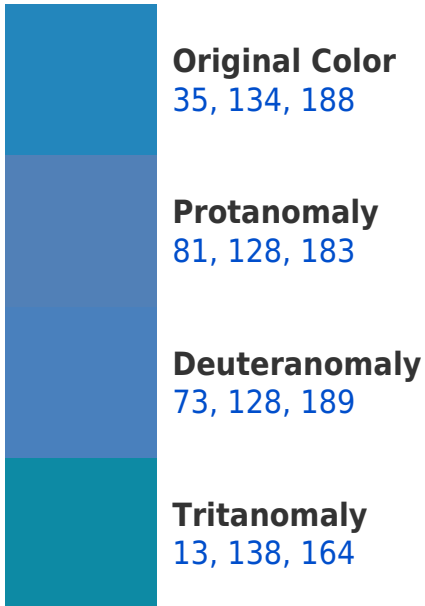 Original Color
35, 134, 188
Protanomaly
81, 128, 183
Deuteranomaly
73, 128, 189
Tritanomaly
13, 138, 164